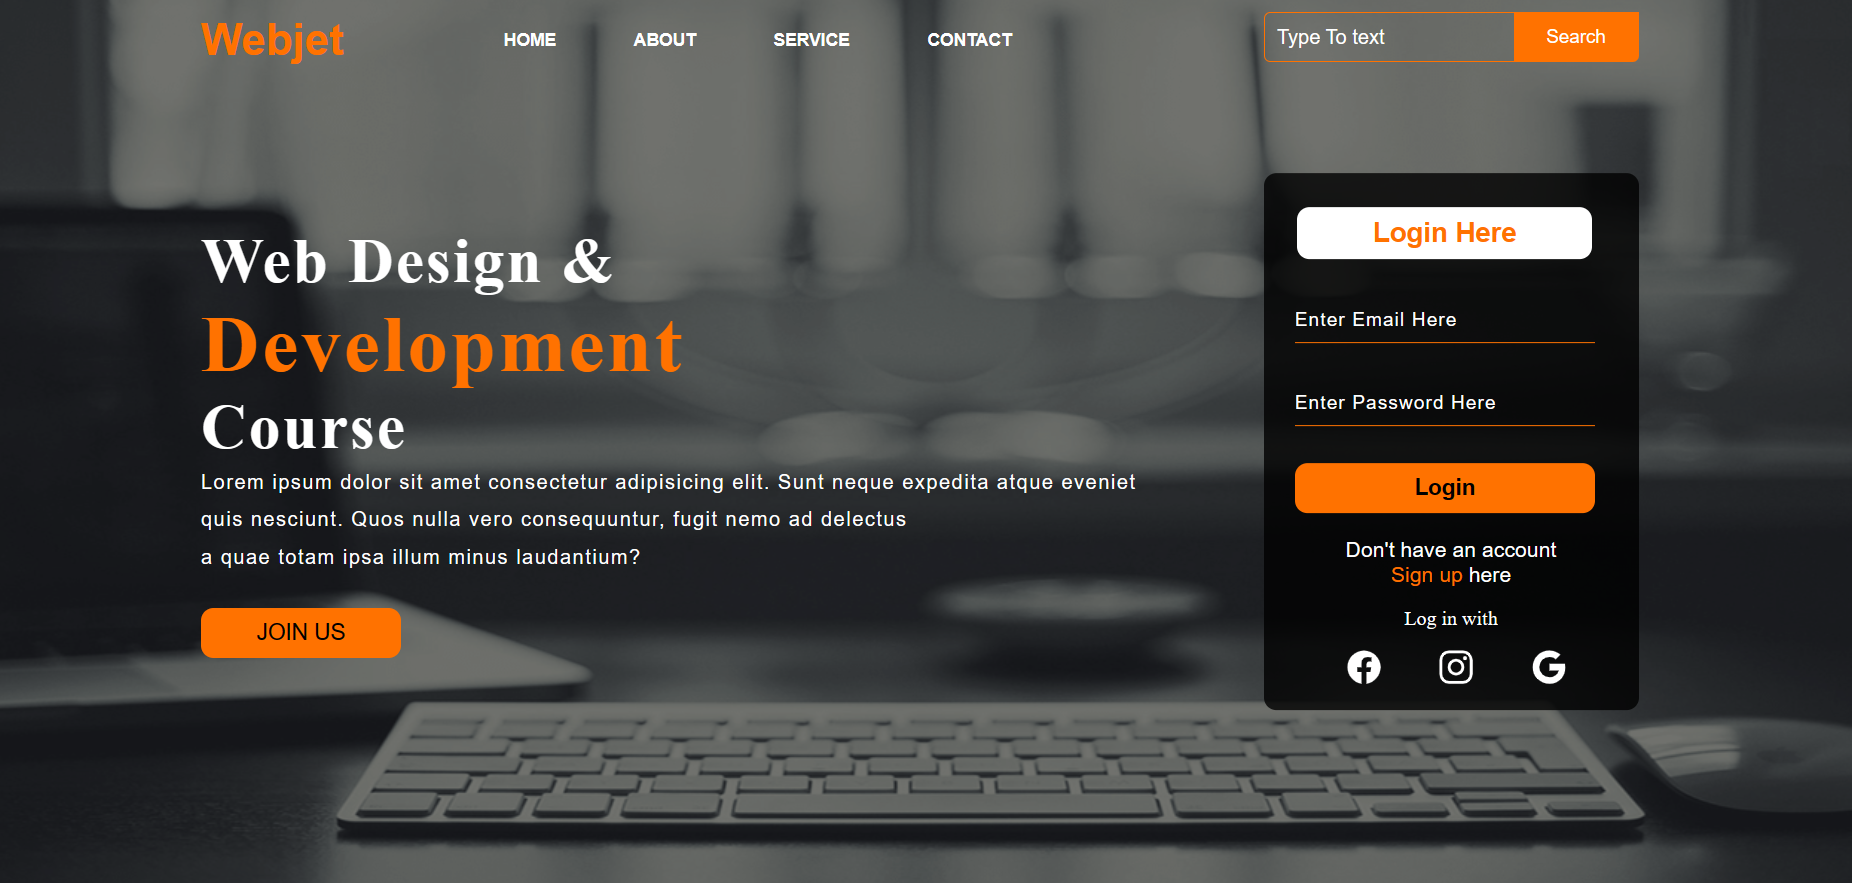 Webjet
HOME
ABOUT
SERVICE
CONTACT
Type To text
Search
Web Design &
Development
Course
Lorem ipsum dolor sit amet consectetur adipisicing elit. Sunt neque expedita atque eveniet
quis nesciunt. Quos nulla vero consequuntur, fugit nemo ad delectus
a quae totam ipsa illum minus laudantium?
JOIN US
Login Here
Enter Email Here
Enter Password Here
Login
Don't have an account
Sign up here
Log in with